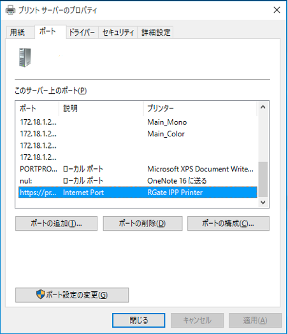 プリント サーバーのプロパティ
用紙 ポート ドライバー セキュリティ 詳細設定
このサーバー上のポート(P)
ポート 説明 プリンター
172.18.1.2... Main_Mono
172.18.1.2... Main_Color
172.18.1.2...
172.18.1.2...
PORTPRO... ローカル ポート Microsoft XPS Document Write...
nul: ローカル ポート OneNote 16 に送る
https://pr... Internet Port RGate IPP Printer
ポートの追加(T)... ポートの削除(D) ポートの構成(C)...
ポート設定の変更(G)
閉じる キャンセル 適用(A)